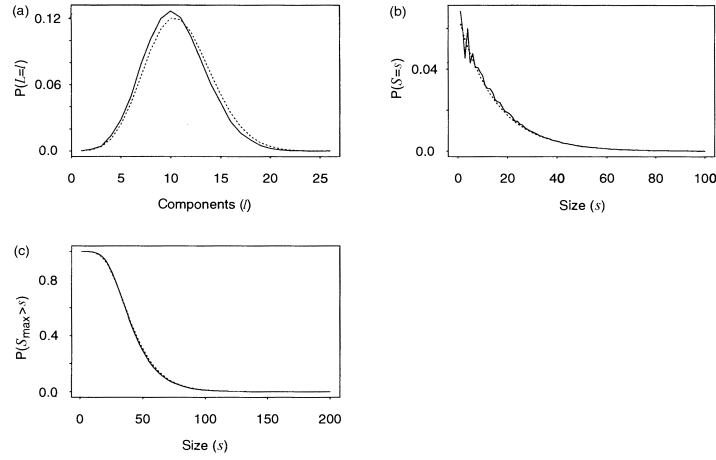 (a)
0.12
0.06
0.0
P(L=l)
0 5 10 15 20 25
Components (l)
(b)
0.04
0.0
P(S=s)
0 20 40 60 80 100
Size (s)
(c)
0.8
0.4
0.0
P(Smax>s)
0 50 100 150 200
Size (s)